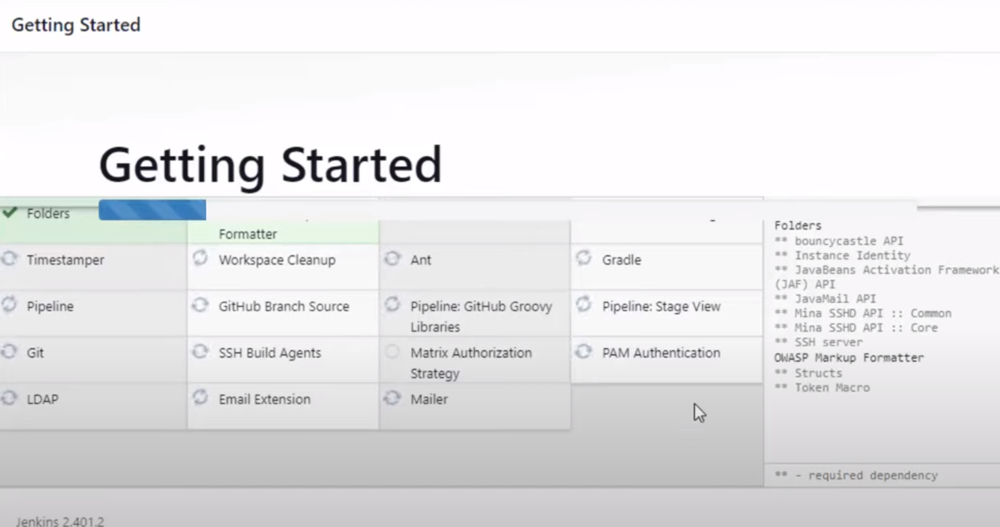 Getting Started
Getting Started
Folders
Formatter
Timestamper
Workspace Cleanup
Ant
Gradle
Pipeline
GitHub Branch Source
Pipeline: GitHub Groovy
Libraries
Pipeline: Stage View
Git
SSH Build Agents
Matrix Authorization
Strategy
PAM Authentication
LDAP
Email Extension
Mailer
Folders
** bouncycastle API
** Instance Identity
** JavaBeans Activation Framework
(JAF) API
** JavaMail API
** Mina SSHD API :: Common
** Mina SSHD API :: Core
** SSH server
OWASP Markup Formatter
** Structs
** Token Macro
** - required dependency
Jenkins 2.401.2